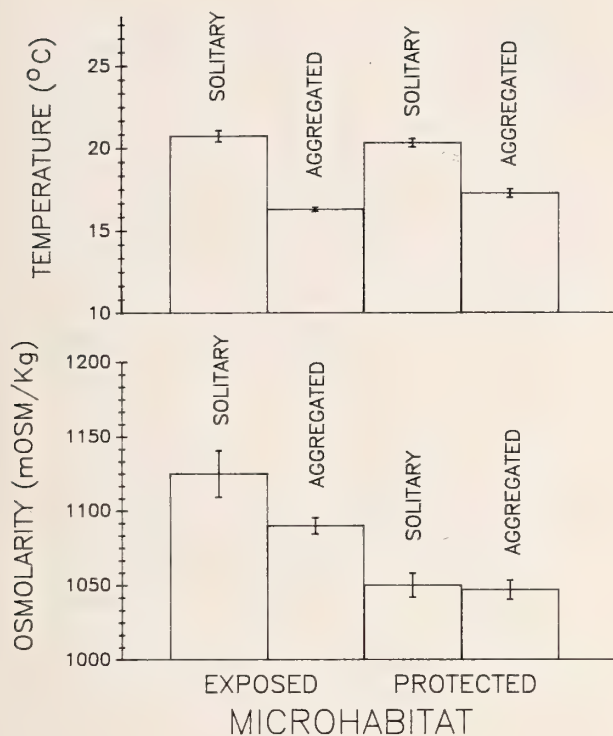 TEMPERATURE (°C)
25
20
15
10
SOLITARY
AGGREGATED
SOLITARY
AGGREGATED
OSMOLARITY (mOSM/Kg)
1200
1150
1100
1050
1000
SOLITARY
AGGREGATED
SOLITARY
AGGREGATED
EXPOSED PROTECTED
MICROHABITAT